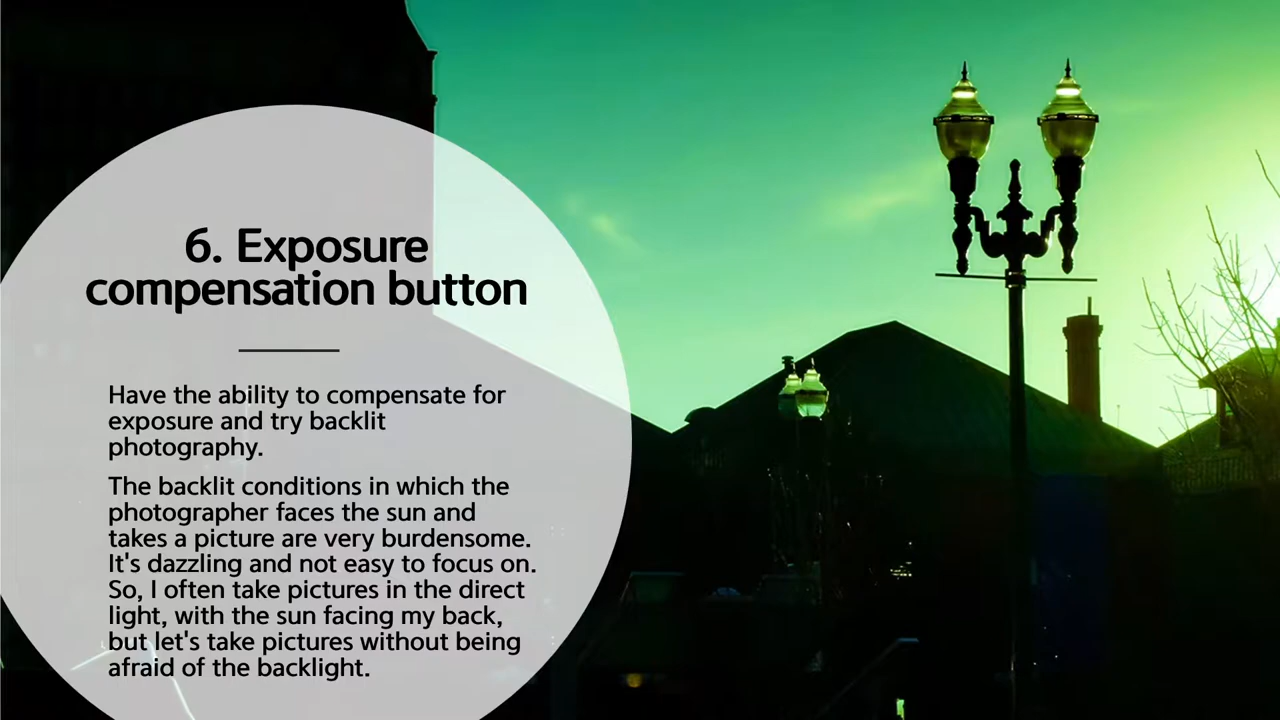 6. Exposure
compensation button
Have the ability to compensate for
exposure and try backlit
photography.
The backlit conditions in which the
photographer faces the sun and
takes a picture are very burdensome.
It's dazzling and not easy to focus on.
So, I often take pictures in the direct
light, with the sun facing my back,
but let's take pictures without being
afraid of the backlight.